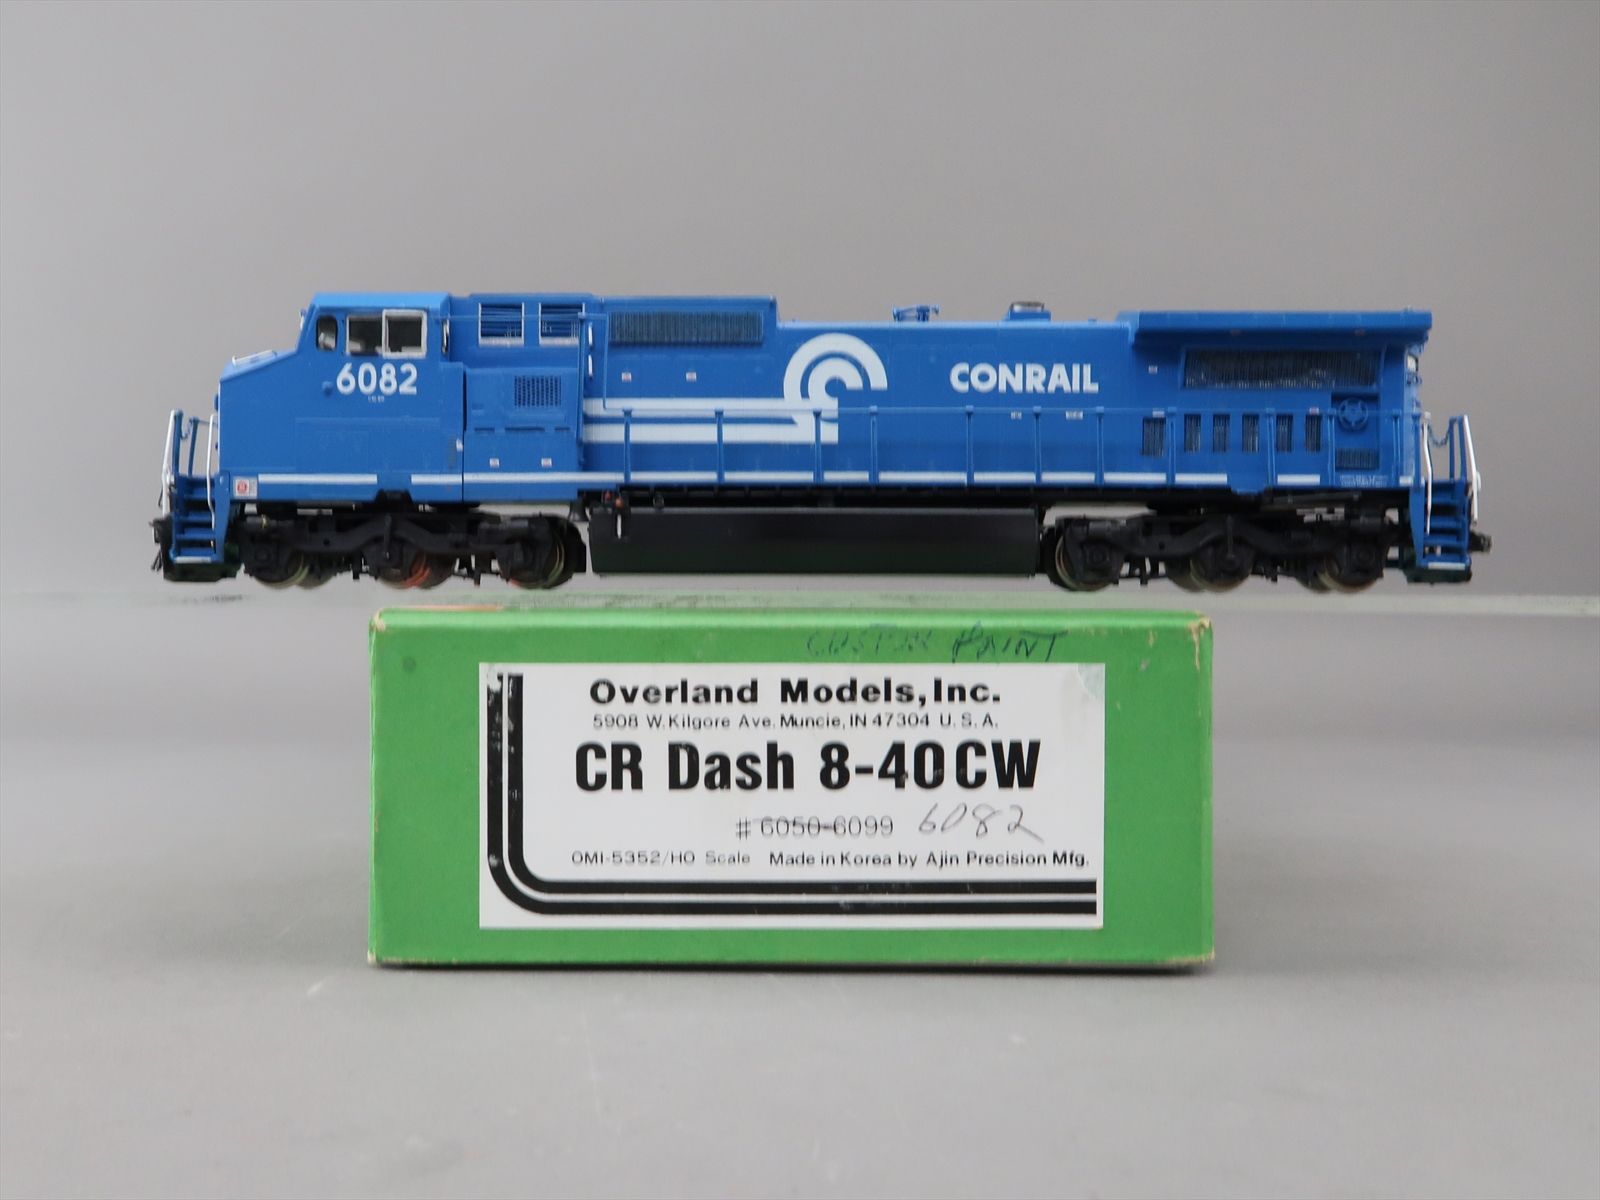 6082
CONRAIL
CUSTOM PAINT
Overland Models, Inc.
5908 W. Kilgore Ave. Muncie, IN 47304 U. S. A.
CR Dash 8-40CW
# 6050-6099 6082
OMI-5352/HO Scale Made in Korea by Ajin Precision Mfg.